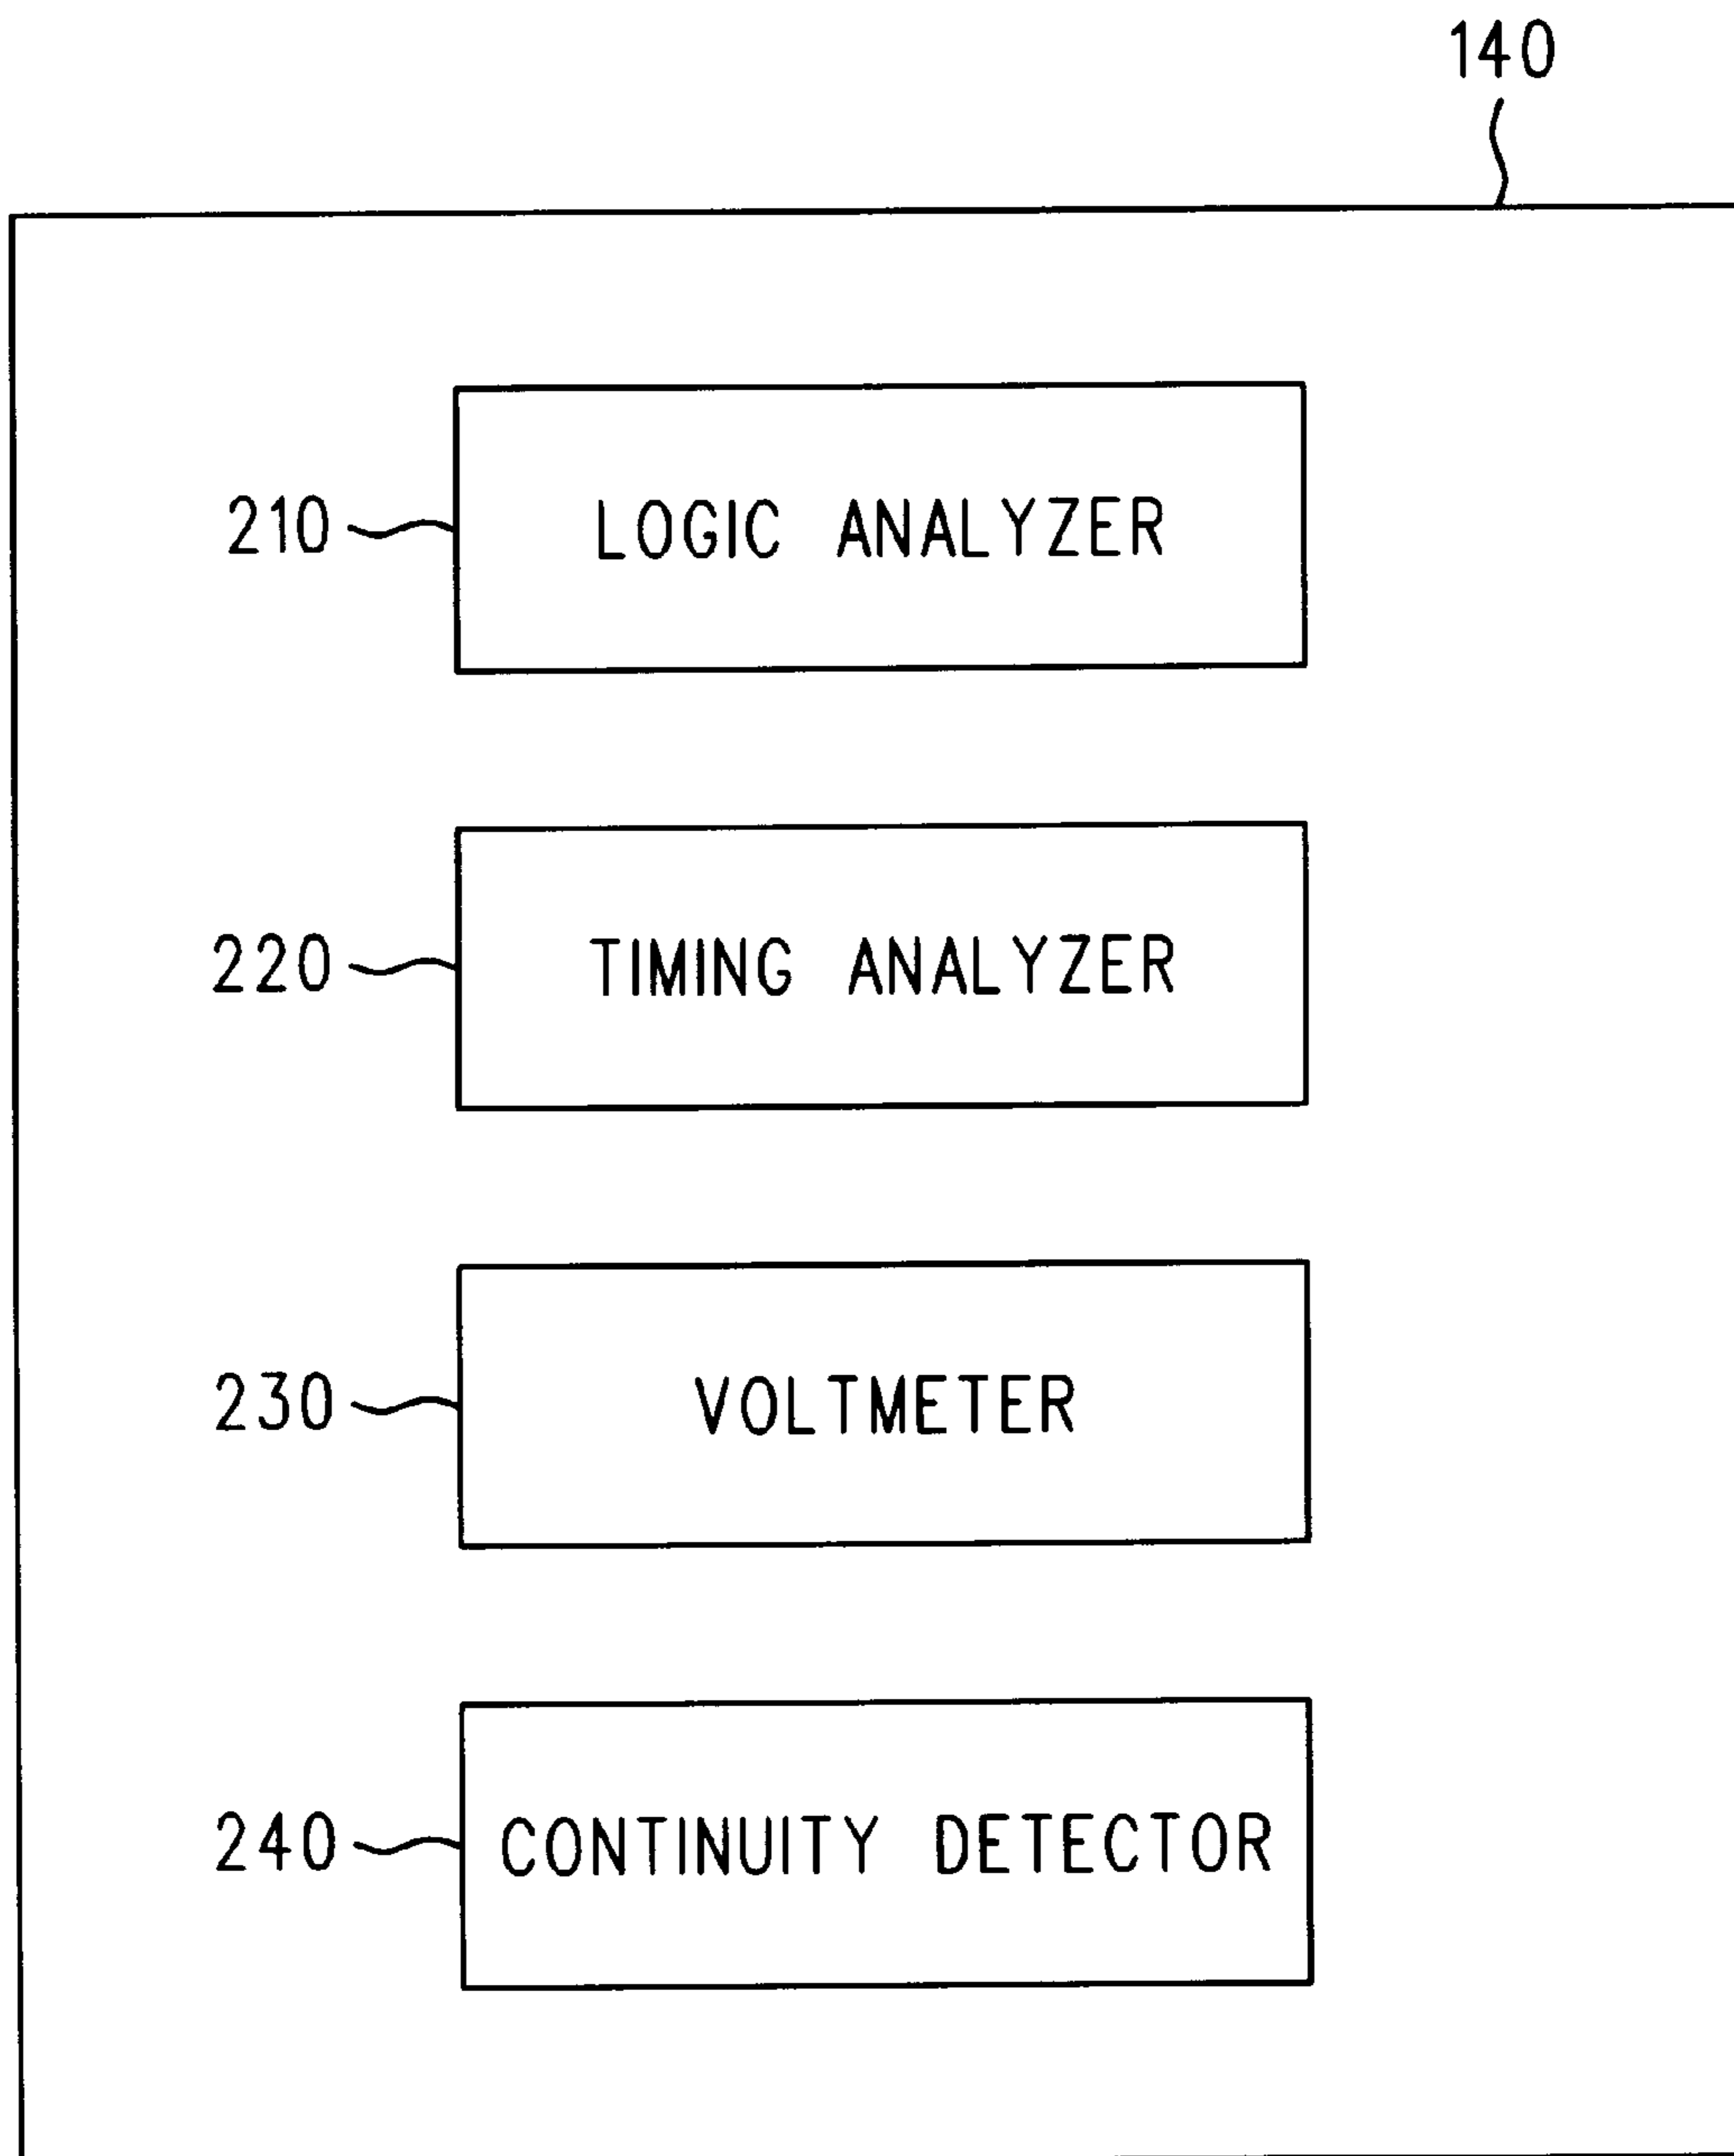 140
210 LOGIC ANALYZER
220 TIMING ANALYZER
230 VOLTMETER
240 CONTINUITY DETECTOR